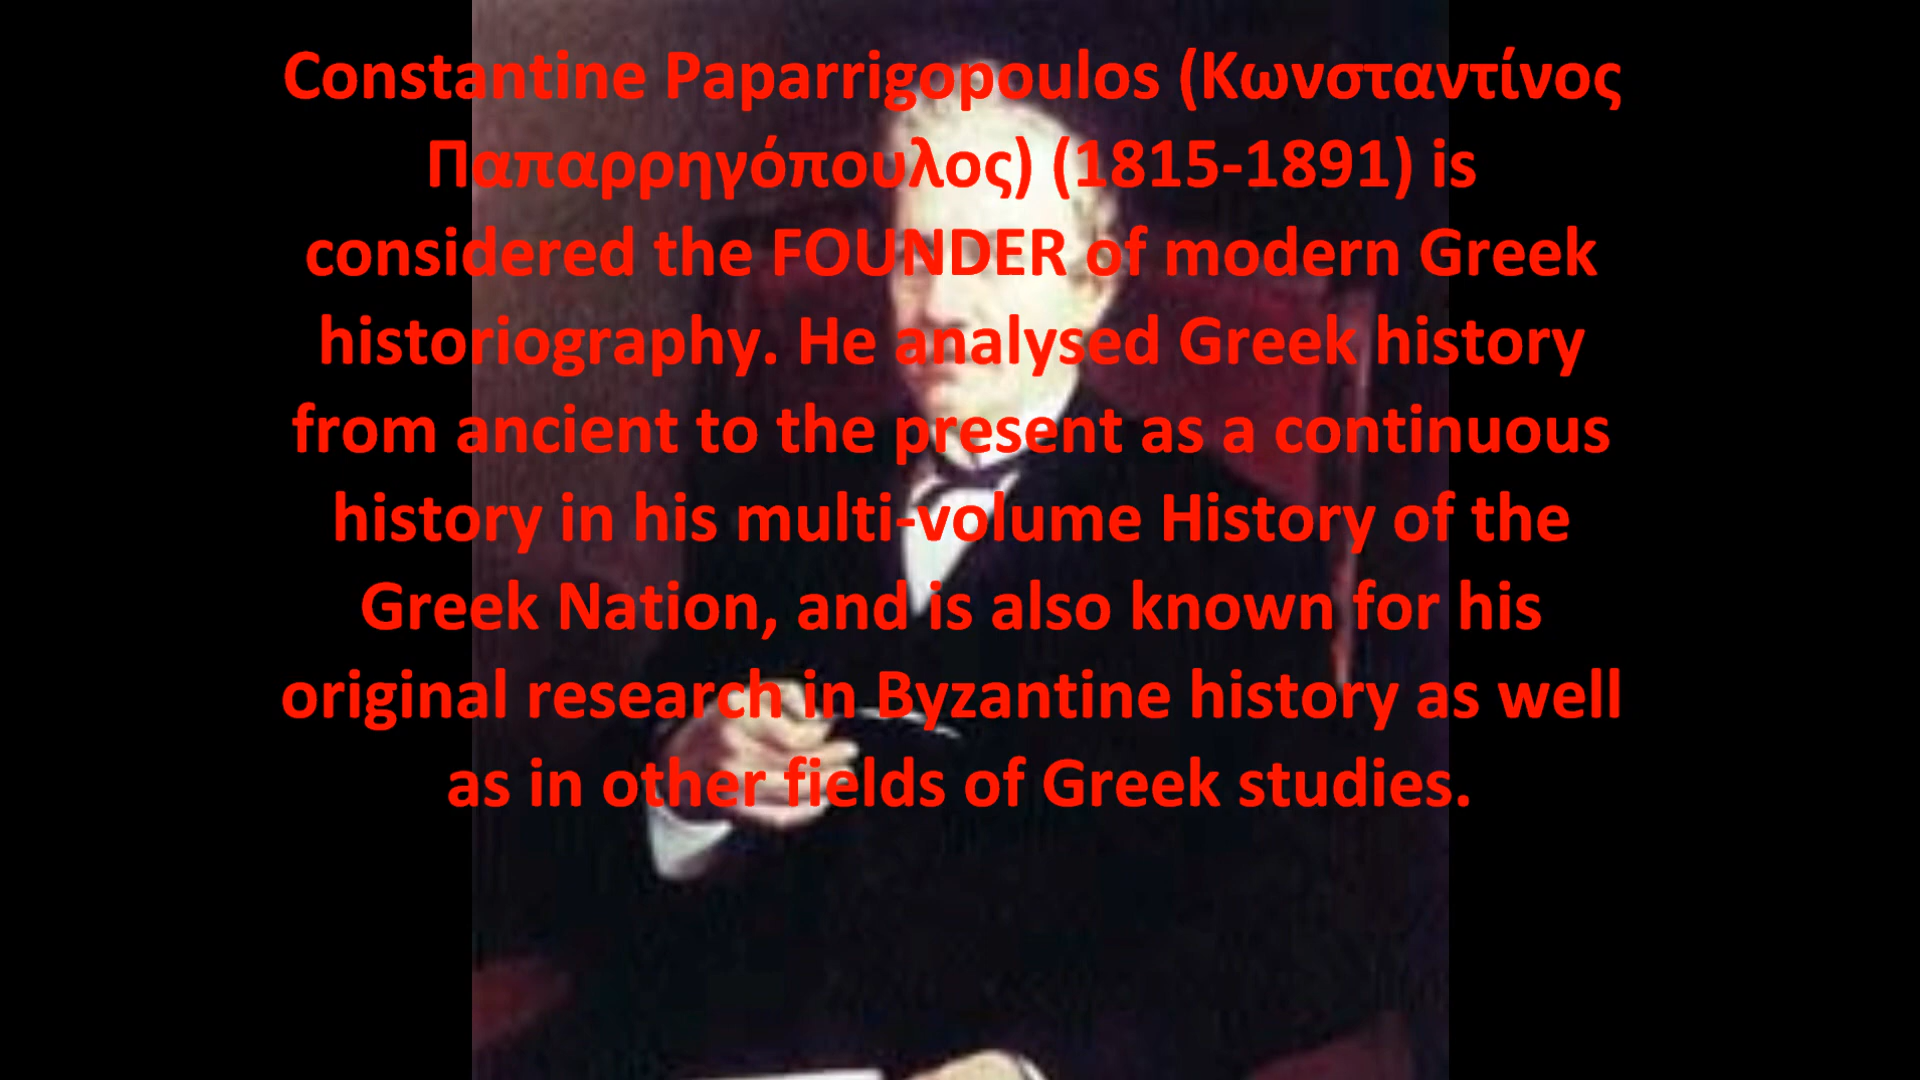 Constantine Paparrigopoulos (Κωνσταντίνος
Παπαρρηγόπουλος) (1815-1891) is
considered the FOUNDER of modern Greek
historiography. He analysed Greek history
from ancient to the present as a continuous
history in his multi-volume History of the
Greek Nation, and is also known for his
original research in Byzantine history as well
as in other fields of Greek studies.